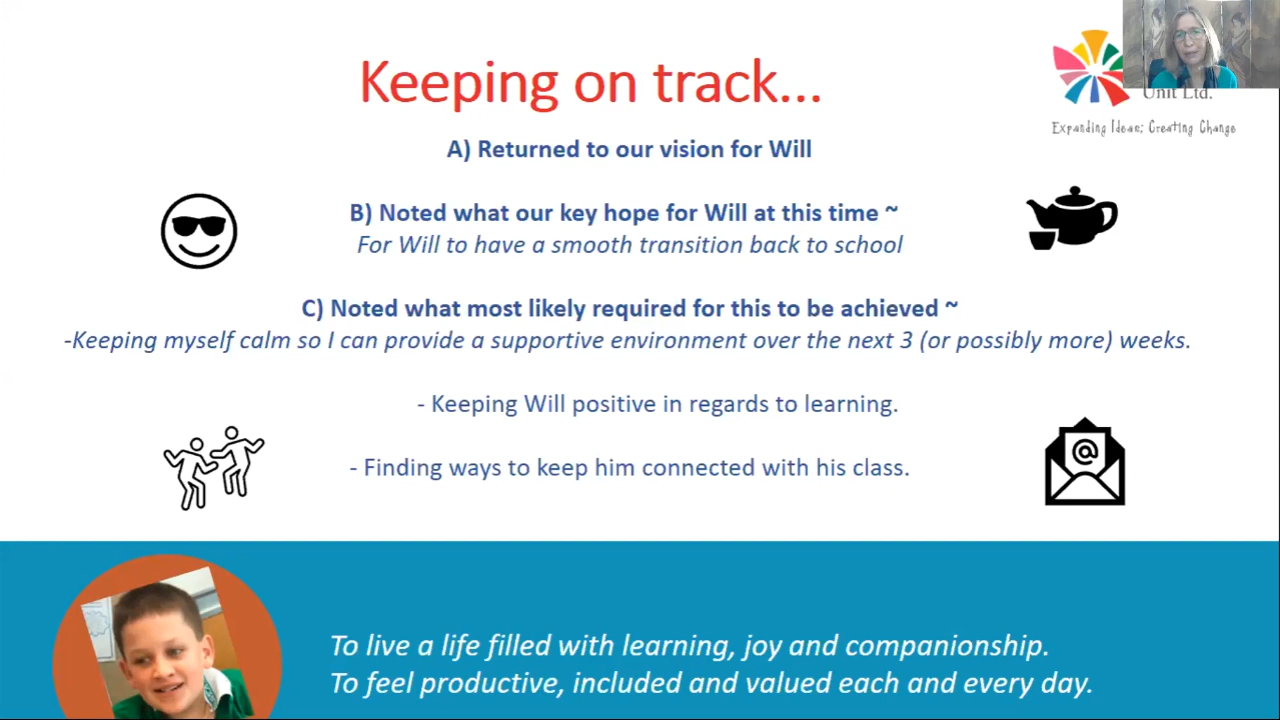 Keeping on track...
Unit Ltd.
Expanding Ideas; Creating Change
A) Returned to our vision for Will
B) Noted what our key hope for Will at this time ~
For Will to have a smooth transition back to school
C) Noted what most likely required for this to be achieved ~
-Keeping myself calm so I can provide a supportive environment over the next 3 (or possibly more) weeks.
- Keeping Will positive in regards to learning.
- Finding ways to keep him connected with his class.
@
To live a life filled with learning, joy and companionship.
To feel productive, included and valued each and every day.